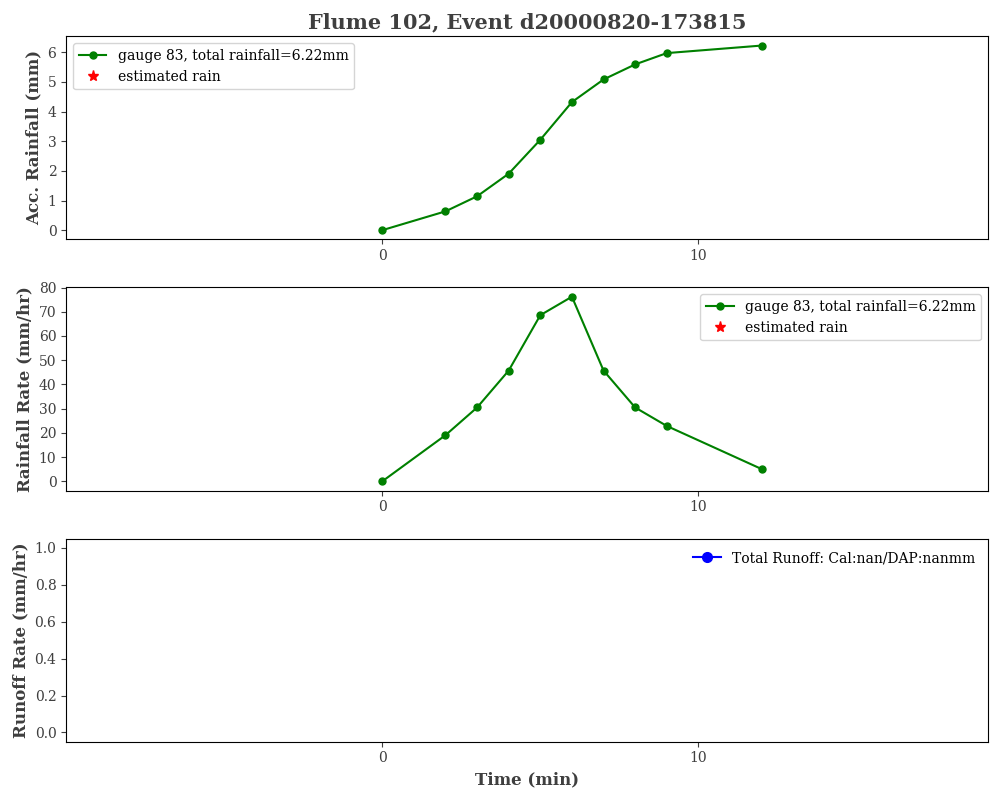 Flume 102, Event d20000820-173815
Acc. Rainfall (mm)
6
5
4
3
2
1
0
gauge 83, total rainfall=6.22mm
estimated rain
0 10
Rainfall Rate (mm/hr)
80
70
60
50
40
30
20
10
0
gauge 83, total rainfall=6.22mm
estimated rain
0 10
Runoff Rate (mm/hr)
1.0
0.8
0.6
0.4
0.2
0.0
Total Runoff: Cal:nan/DAP:nanmm
0 10
Time (min)